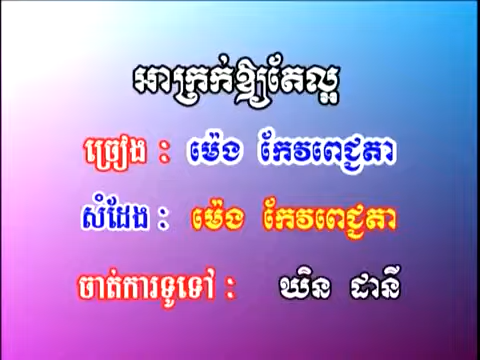 អាក្រក់ឱ្យតែល្អ
ច្រៀង : ម៉េង កែវពេជ្ជតា
សំដែង : ម៉េង កែវពេជ្ជតា
ចាត់ការទូទៅ : ឃិន ដានី